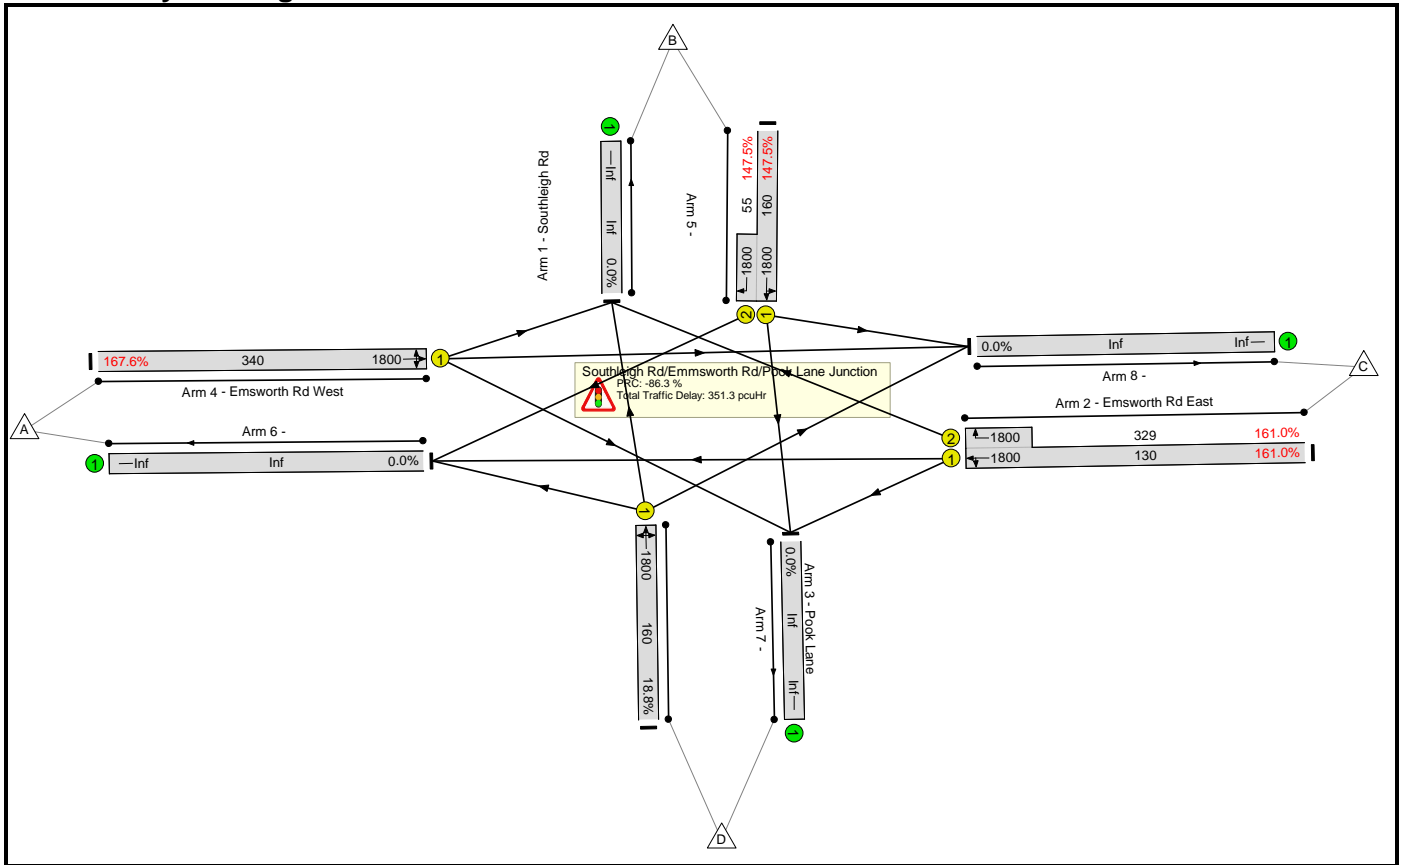 B
1
Arm 1 - Southleigh Rd
Inf
Inf
0.0%
Arm 5 -
55
147.5%
1800
160
147.5%
1800
2
1
167.6%
340
1800
1
Arm 4 - Emsworth Rd West
A
Arm 6 -
1
Inf
Inf
0.0%
Southleigh Rd/Emmsworth Rd/Pook Lane Junction
PRC: -86.3 %
Total Traffic Delay: 351.3 pcuHr
0.0%
Inf
Inf
1
Arm 8 -
C
Arm 2 - Emsworth Rd East
2
1800
329
161.0%
1
1800
130
161.0%
1
1800
160
18.8%
Arm 7 -
Arm 3 - Pook Lane
0.0%
Inf
Inf
1
D